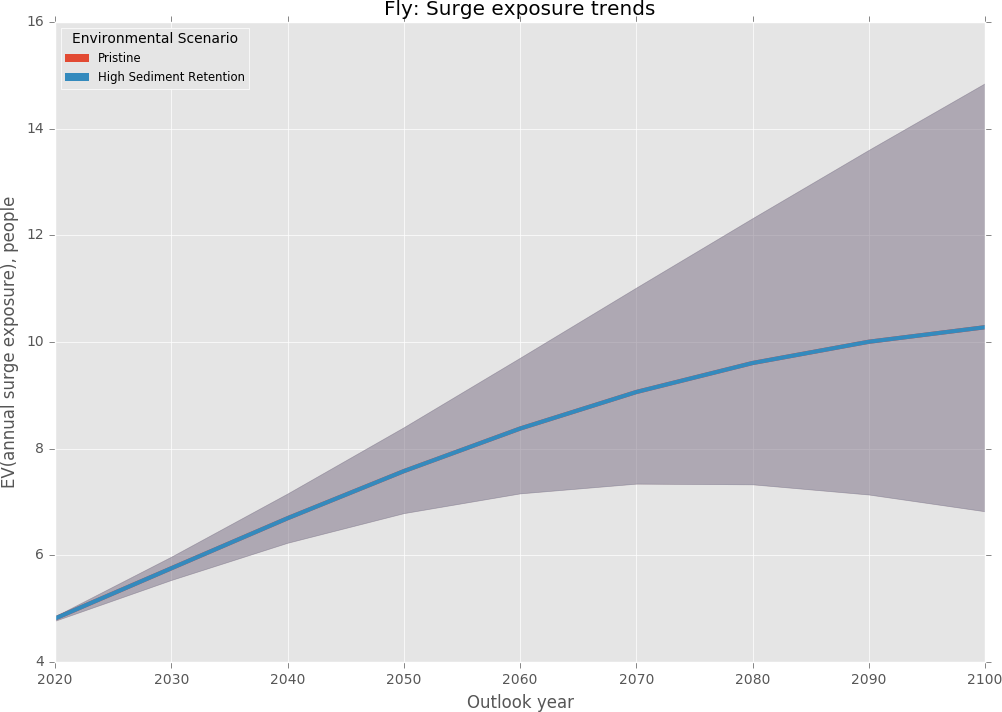 Fly: Surge exposure trends
Environmental Scenario
Pristine
High Sediment Retention
EV(annual surge exposure), people
16
14
12
10
8
6
4
2020 2030 2040 2050 2060 2070 2080 2090 2100
Outlook year